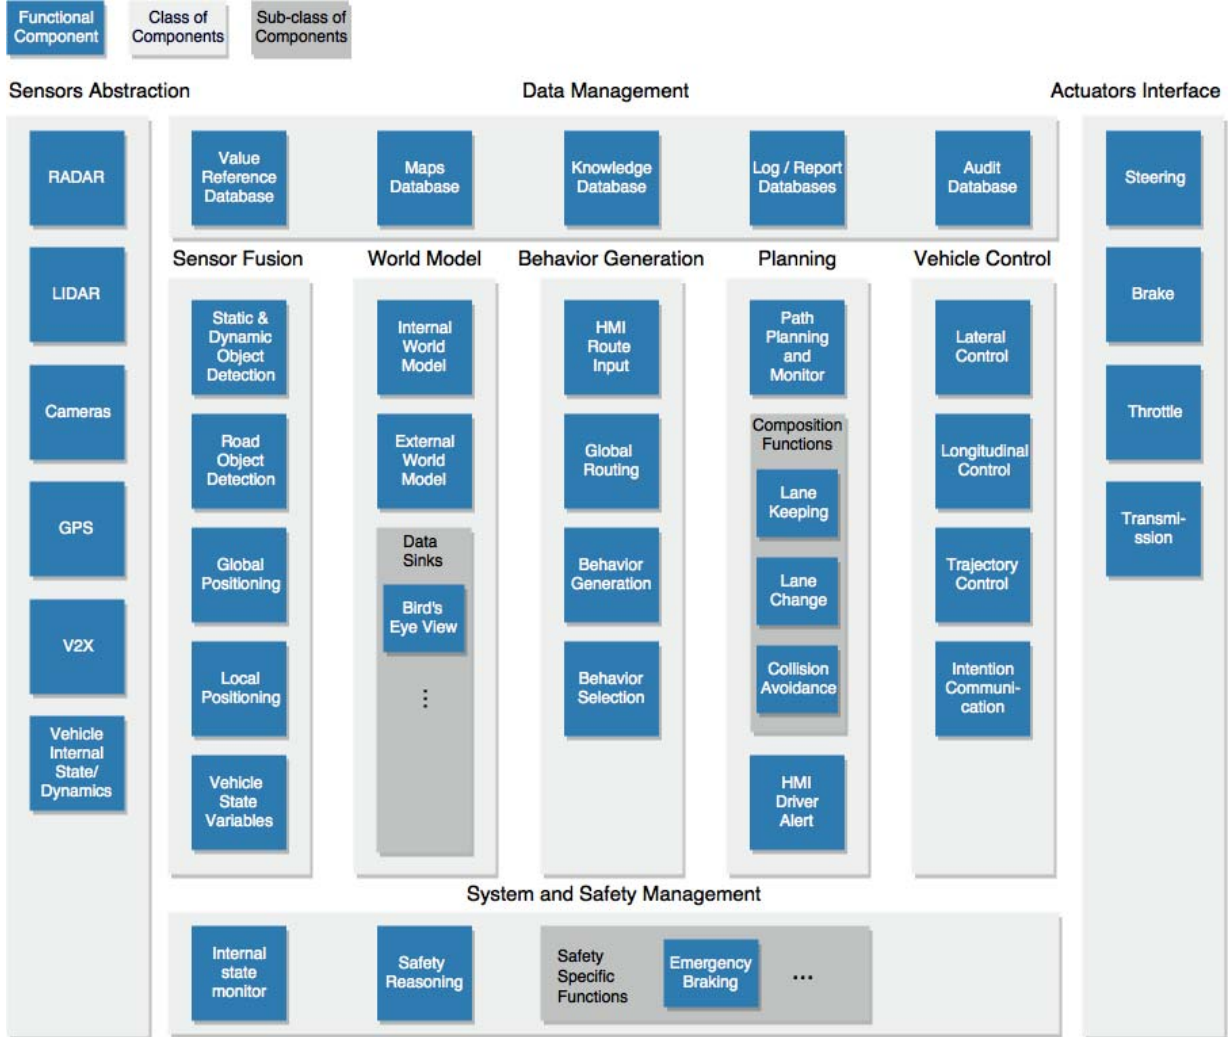 Functional
Component
Class of
Components
Sub-class of
Components
Sensors Abstraction
Data Management
Actuators Interface
RADAR
LIDAR
Cameras
GPS
V2X
Vehicle
Internal
State/
Dynamics
Value
Reference
Database
Maps
Database
Knowledge
Database
Log / Report
Databases
Audit
Database
Sensor Fusion
Static &
Dynamic
Object
Detection
Road
Object
Detection
Global
Positioning
Local
Positioning
Vehicle
State
Variables
World Model
Internal
World
Model
External
World
Model
Data
Sinks
Bird's
Eye View
⋮
Behavior Generation
HMI
Route
Input
Global
Routing
Behavior
Generation
Behavior
Selection
Planning
Path
Planning
and
Monitor
Composition
Functions
Lane
Keeping
Lane
Change
Collision
Avoidance
HMI
Driver
Alert
Vehicle Control
Lateral
Control
Longitudinal
Control
Trajectory
Control
Intention
Communi-
cation
Steering
Brake
Throttle
Transmi-
ssion
System and Safety Management
Internal
state
monitor
Safety
Reasoning
Safety
Specific
Functions
Emergency
Braking
...